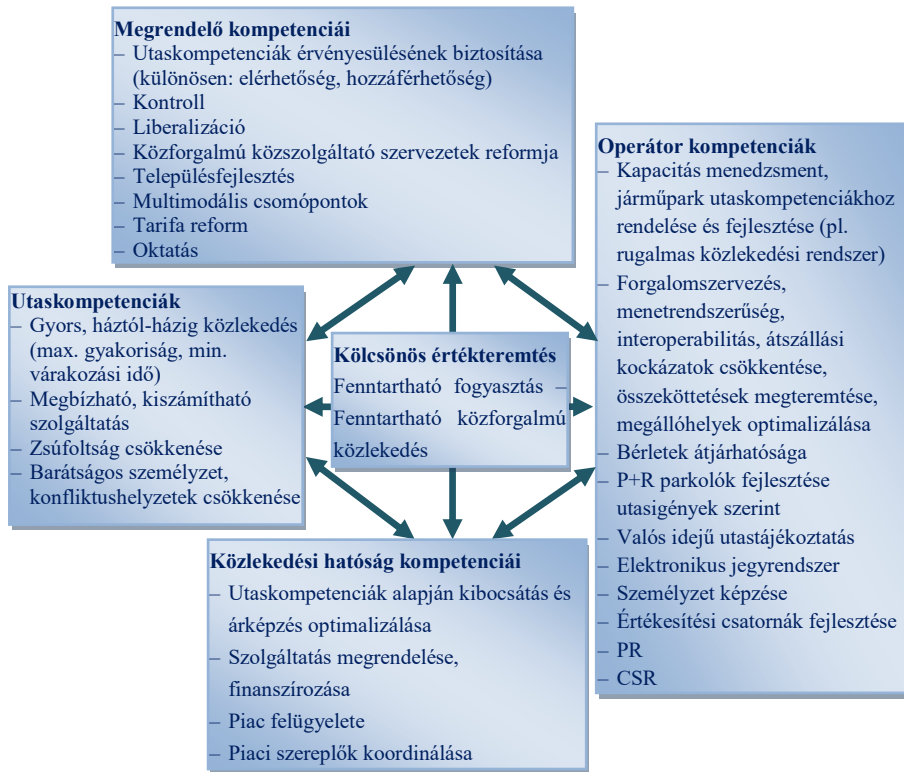 Megrendelő kompetenciái
– Utaskompetenciák érvényesülésének biztosítása
(különösen: elérhetőség, hozzáférhetőség)
– Kontroll
– Liberalizáció
– Közforgalmú közszolgáltató szervezetek reformja
– Településfejlesztés
– Multimodális csomópontok
– Tarifa reform
– Oktatás
Utaskompetenciák
– Gyors, háztól-házig közlekedés
(max. gyakoriság, min.
várakozási idő)
– Megbízható, kiszámítható
szolgáltatás
– Zsúfoltság csökkenése
– Barátságos személyzet,
konfliktushelyzetek csökkenése
Kölcsönös értékteremtés
Fenntartható fogyasztás –
Fenntartható közforgalmú
közlekedés
Operátor kompetenciák
– Kapacitás menedzsment,
járműpark utaskompetenciákhoz
rendelése és fejlesztése (pl.
rugalmas közlekedési rendszer)
– Forgalomszervezés,
menetrendszerűség,
interoperabilitás, átszállási
kockázatok csökkentése,
összeköttetések megteremtése,
megállóhelyek optimalizálása
– Bérletek átjárhatósága
– P+R parkolók fejlesztése
utasigények szerint
– Valós idejű utastájékoztatás
– Elektronikus jegyrendszer
– Személyzet képzése
– Értékesítési csatornák fejlesztése
– PR
– CSR
Közlekedési hatóság kompetenciái
– Utaskompetenciák alapján kibocsátás és
árképzés optimalizálása
– Szolgáltatás megrendelése,
finanszírozása
– Piac felügyelete
– Piaci szereplők koordinálása